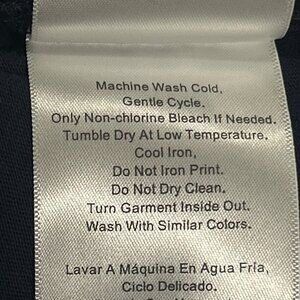 Machine Wash Cold,
Gentle Cycle.
Only Non-chlorine Bleach If Needed.
Tumble Dry At Low Temperature.
Cool Iron,
Do Not Iron Print.
Do Not Dry Clean.
Turn Garment Inside Out.
Wash With Similar Colors.
Lavar A Máquina En Agua Fría,
Ciclo Delicado.